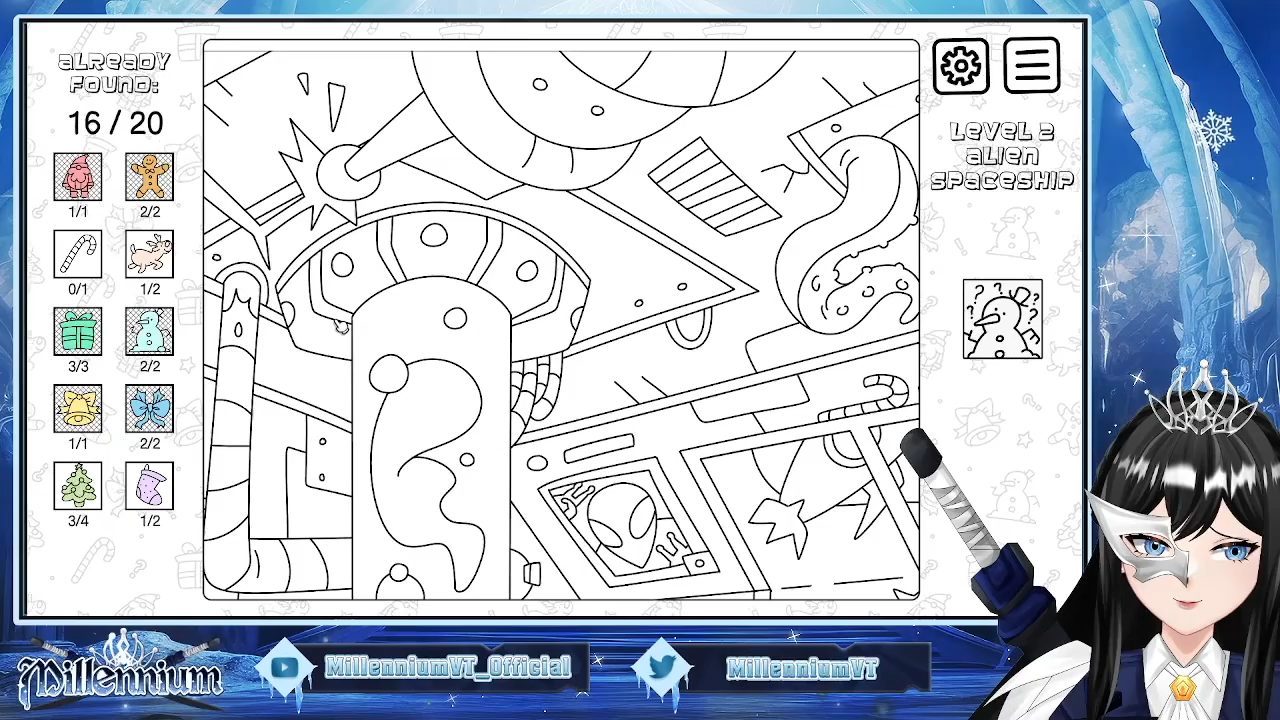 ALREADY
FOUND:
16 / 20
1/1
2/2
0/1
1/2
3/3
2/2
1/1
2/2
3/4
1/2
LEVEL 2
ALIEN
SPACESHIP
Millennium
MillenniumVT_Official
MillenniumVT